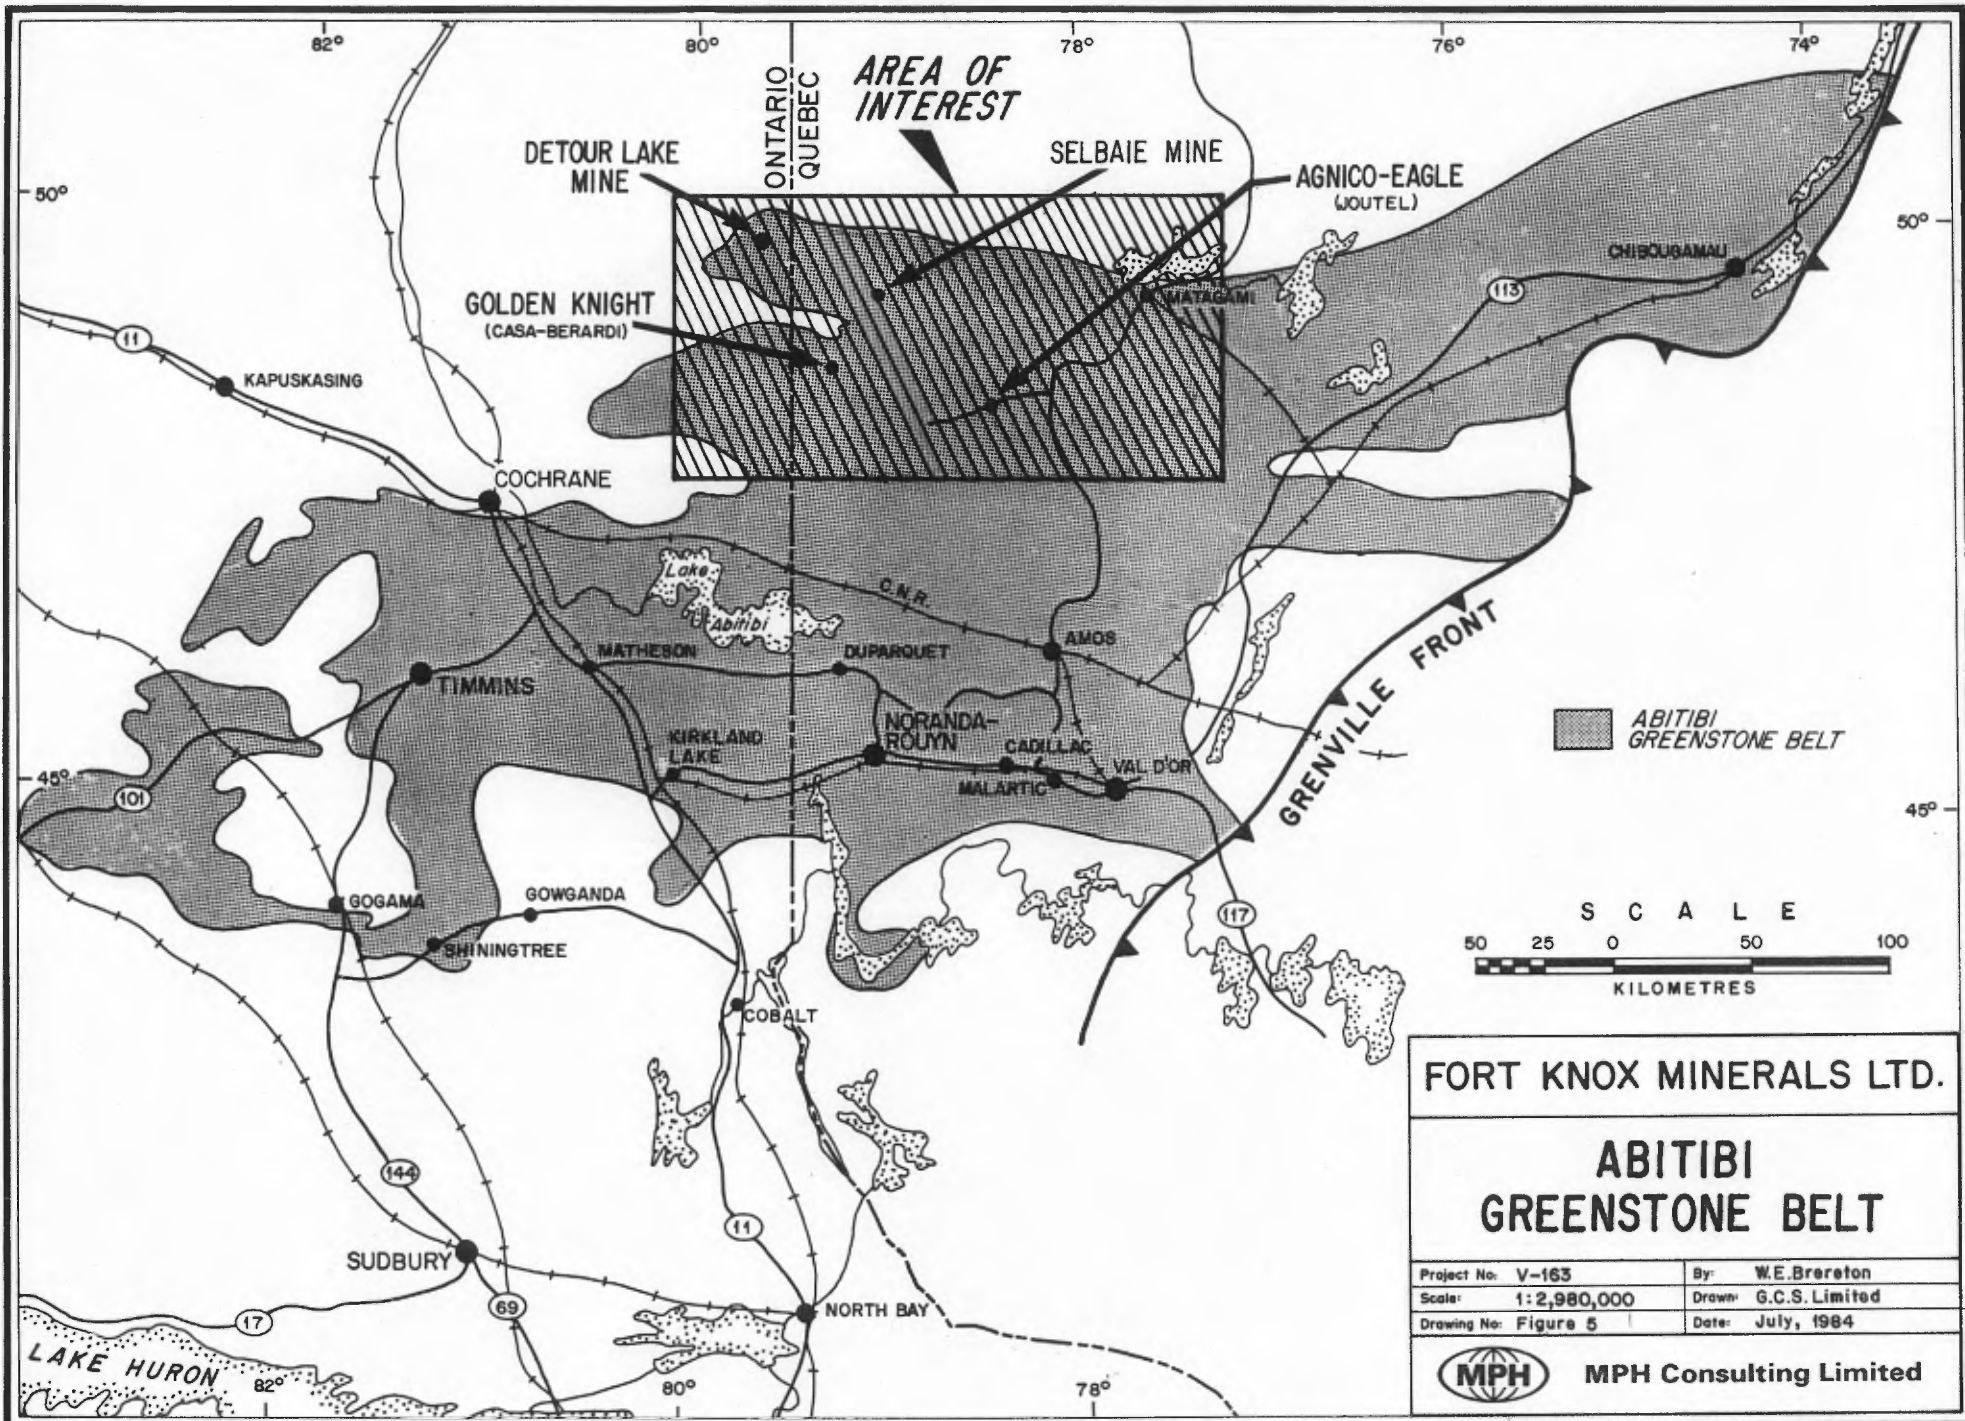 82°
80°
78°
76°
74°
ONTARIO
QUEBEC
AREA OF
INTEREST
DETOUR LAKE
MINE
SELBAIE MINE
AGNICO-EAGLE
(JOUTEL)
50°
50°
CHIBOUGAMAU
GOLDEN KNIGHT
(CASA-BERARDI)
MATAGAMI
113
11
KAPUSKASING
COCHRANE
Lake
Abitibi
C.N.R.
MATHESON
DUPARQUET
AMOS
TIMMINS
GRENVILLE FRONT
NORANDA-
ROUYN
KIRKLAND
LAKE
CADILLAC
VAL D'OR
MALARTIC
ABITIBI
GREENSTONE BELT
45°
45°
101
GOGAMA
GOWGANDA
SHININGTREE
117
SCALE
50 25 0 50 100
KILOMETRES
COBALT
144
11
SUDBURY
69
17
NORTH BAY
LAKE HURON
82°
80°
78°
FORT KNOX MINERALS LTD.
ABITIBI
GREENSTONE BELT
Project No: V-163
By: W.E.Brereton
Scale: 1:2,980,000
Drawn: G.C.S. Limited
Drawing No: Figure 5
Date: July, 1984
MPH
MPH Consulting Limited